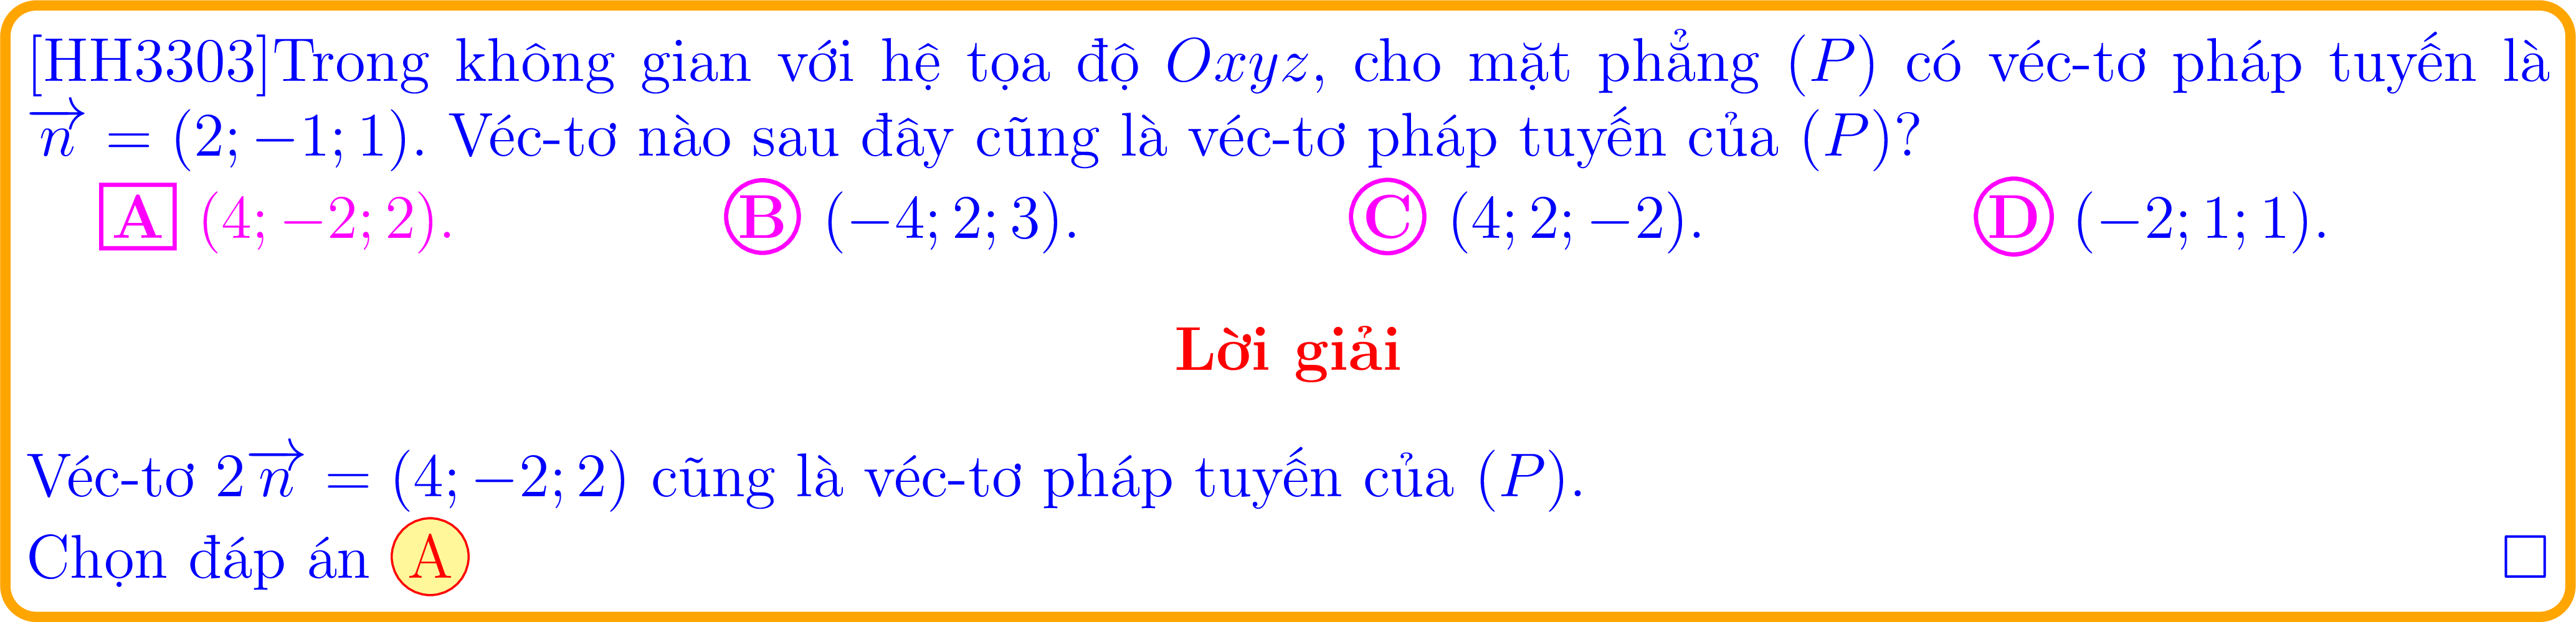 [HH3303]Trong không gian với hệ tọa độ Oxyz, cho mặt phẳng (P) có véc-tơ pháp tuyến là
$\overrightarrow{n}$ = (2; −1; 1). Véc-tơ nào sau đây cũng là véc-tơ pháp tuyến của (P)?
A (4; −2; 2). B (−4; 2; 3). C (4; 2; −2). D (−2; 1; 1).
Lời giải
Véc-tơ 2$\overrightarrow{n}$ = (4; −2; 2) cũng là véc-tơ pháp tuyến của (P).
Chọn đáp án A □